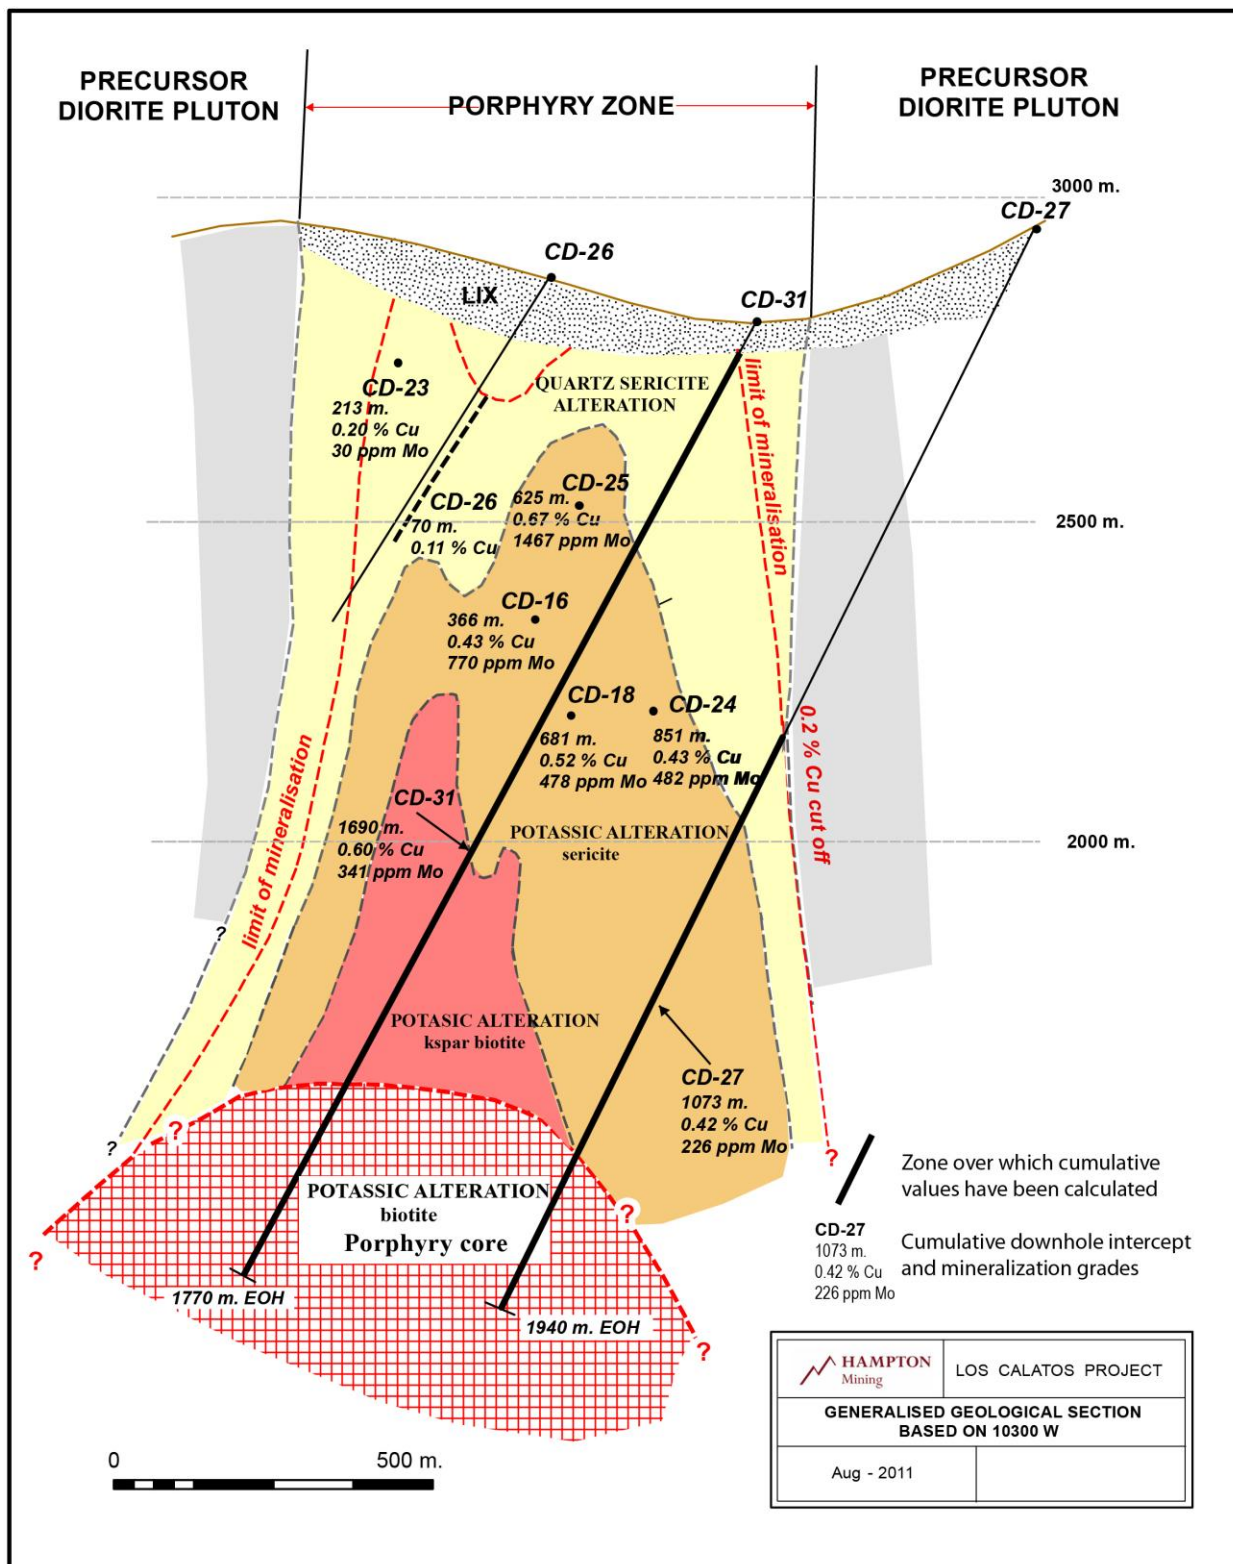 PRECURSOR
DIORITE PLUTON
PORPHYRY ZONE
PRECURSOR
DIORITE PLUTON
3000 m.
CD-27
CD-26
CD-31
LIX
CD-23
213 m.
0.20 % Cu
30 ppm Mo
QUARTZ SERICITE
ALTERATION
limit of mineralisation
CD-26
70 m.
0.11 % Cu
CD-25
625 m.
0.67 % Cu
1467 ppm Mo
2500 m.
CD-16
366 m.
0.43 % Cu
770 ppm Mo
CD-18
681 m.
0.52 % Cu
478 ppm Mo
CD-24
851 m.
0.43 % Cu
482 ppm Mo
0.2 % Cu cut off
CD-31
1690 m.
0.60 % Cu
341 ppm Mo
POTASSIC ALTERATION
sericite
2000 m.
limit of mineralisation
?
POTASIC ALTERATION
kspar biotite
CD-27
1073 m.
0.42 % Cu
226 ppm Mo
?
?
?
POTASSIC ALTERATION
biotite
Porphyry core
?
?
?
1770 m. EOH
1940 m. EOH
Zone over which cumulative
values have been calculated
CD-27
1073 m.
0.42 % Cu
226 ppm Mo
Cumulative downhole intercept
and mineralization grades
HAMPTON
Mining
LOS CALATOS PROJECT
GENERALISED GEOLOGICAL SECTION
BASED ON 10300 W
Aug - 2011
0
500 m.